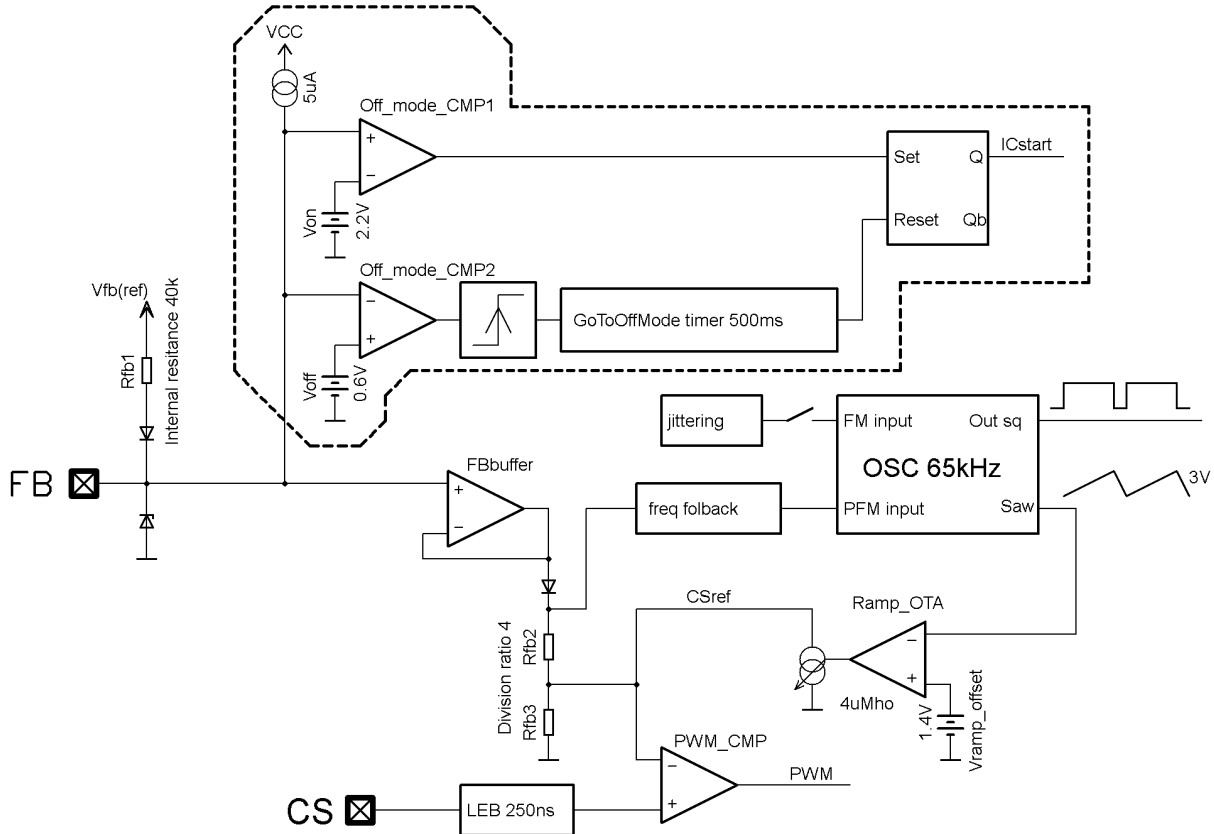 VCC
5uA
Off_mode_CMP1
+
−
Von
2.2V
Set
Q
ICstart
Reset
Qb
Off_mode_CMP2
−
+
Voff
0.6V
GoToOffMode timer 500ms
Vfb(ref)
Rfb1
Internal resitance 40k
jittering
FM input
Out sq
OSC 65kHz
PFM input
Saw
3V
FB
FBbuffer
+
−
freq folback
CSref
Ramp_OTA
−
+
4uMho
1.4V
Vramp_offset
Division ratio 4
Rfb2
Rfb3
PWM_CMP
−
+
PWM
CS
LEB 250ns